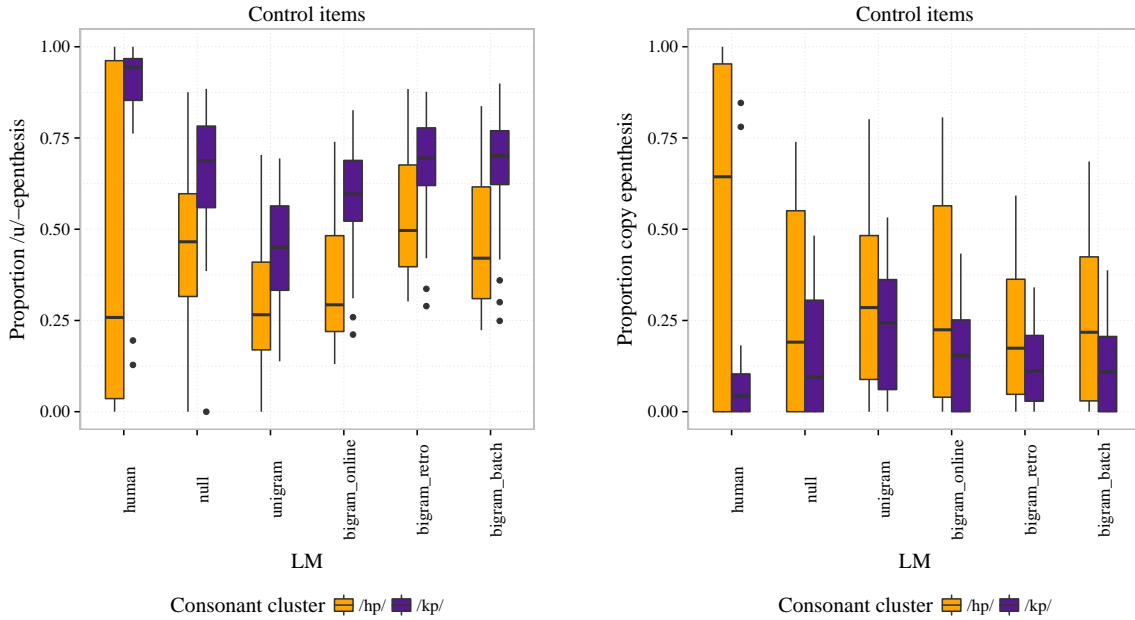 Control items
Proportion /u/−epenthesis
1.00
0.75
0.50
0.25
0.00
human
null
unigram
bigram_online
bigram_retro
bigram_batch
LM
Consonant cluster /hp/ /kp/
Control items
Proportion copy epenthesis
1.00
0.75
0.50
0.25
0.00
human
null
unigram
bigram_online
bigram_retro
bigram_batch
LM
Consonant cluster /hp/ /kp/